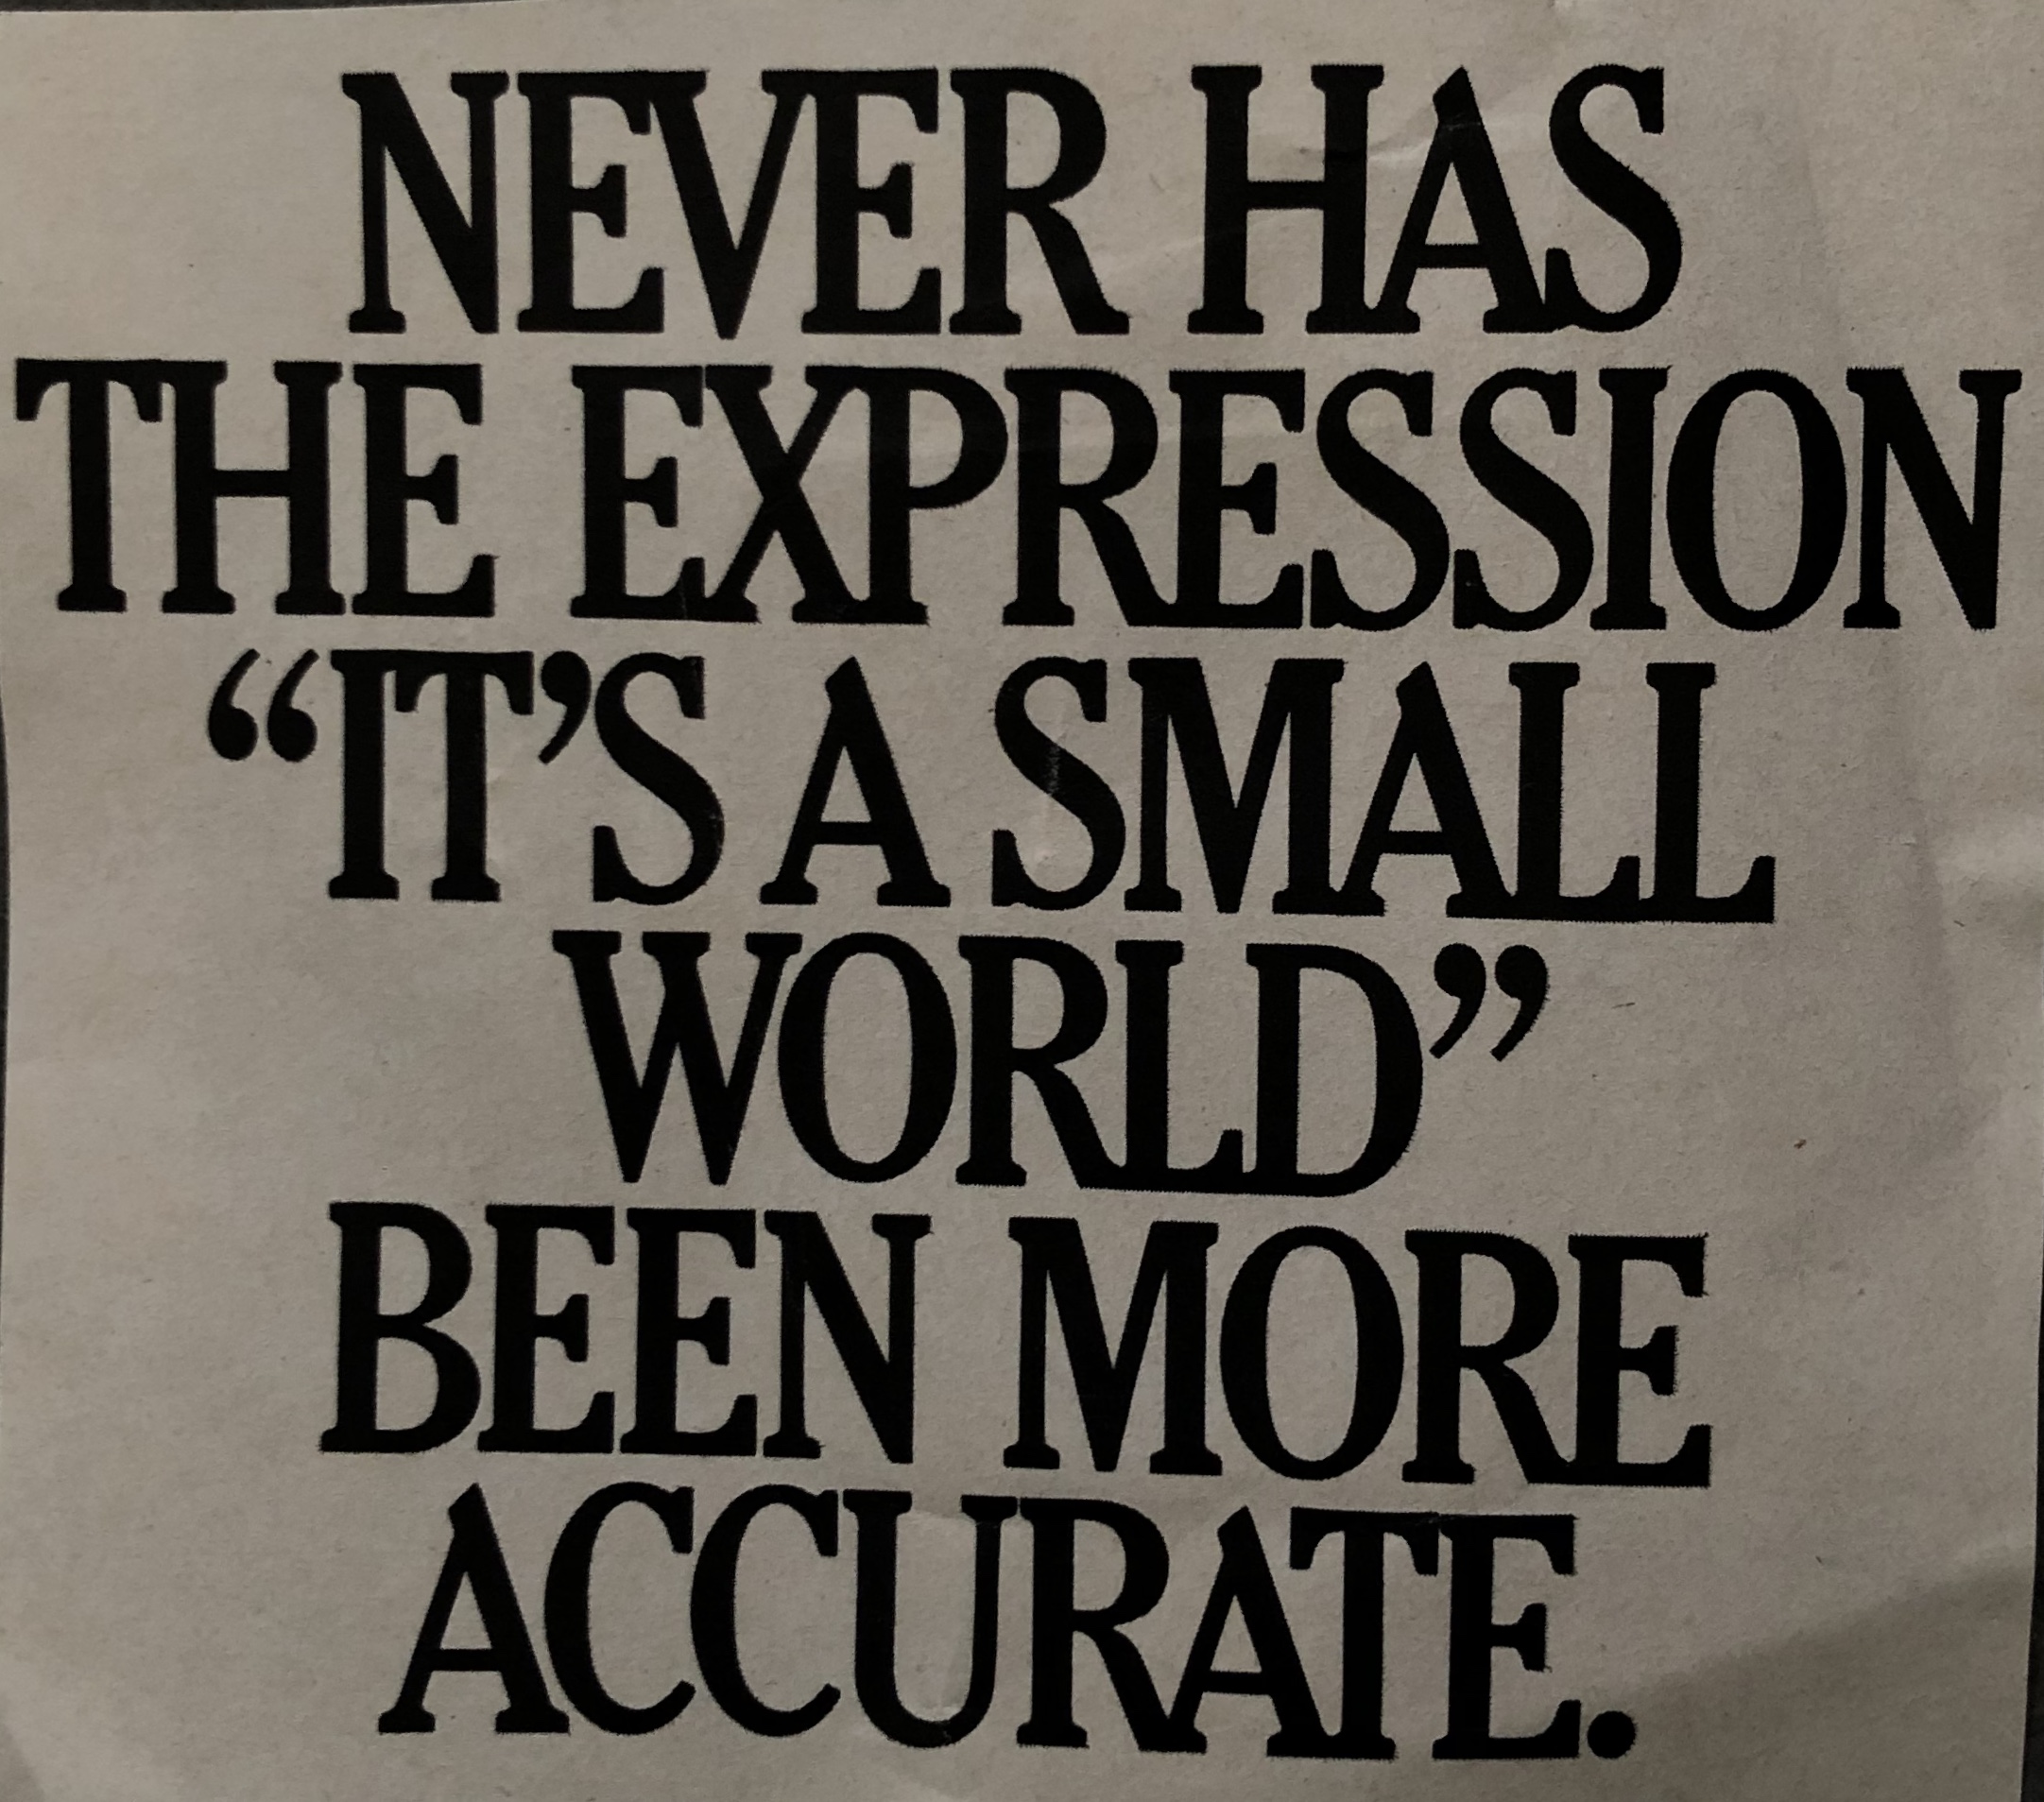 NEVER HAS
THE EXPRESSION
“IT’S A SMALL
WORLD”
BEEN MORE
ACCURATE.